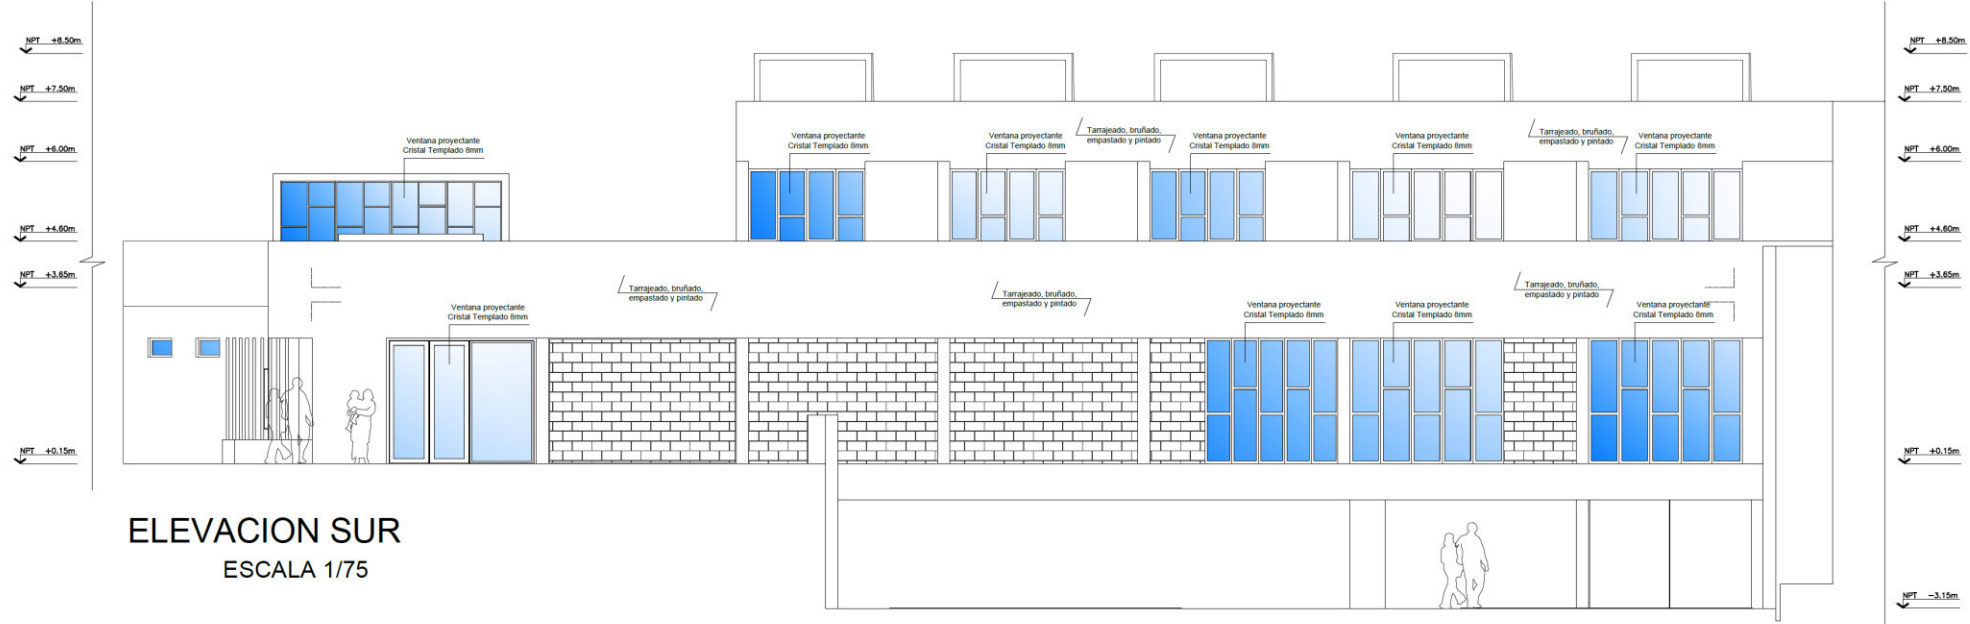 NPT +8.50m
NPT +8.50m
NPT +7.50m
NPT +7.50m
Ventana proyectante
Cristal Templado 8mm
Ventana proyectante
Cristal Templado 8mm
Ventana proyectante
Cristal Templado 8mm
Tarrajeado, bruñado,
empastado y pintado
Ventana proyectante
Cristal Templado 8mm
Ventana proyectante
Cristal Templado 8mm
Tarrajeado, bruñado,
empastado y pintado
Ventana proyectante
Cristal Templado 8mm
NPT +6.00m
NPT +6.00m
NPT +4.60m
NPT +4.60m
NPT +3.65m
NPT +3.65m
Ventana proyectante
Cristal Templado 8mm
Tarrajeado, bruñado,
empastado y pintado
Tarrajeado, bruñado,
empastado y pintado
Ventana proyectante
Cristal Templado 8mm
Ventana proyectante
Cristal Templado 8mm
Tarrajeado, bruñado,
empastado y pintado
Ventana proyectante
Cristal Templado 8mm
NPT +0.15m
NPT +0.15m
ELEVACION SUR
ESCALA 1/75
NPT -3.15m